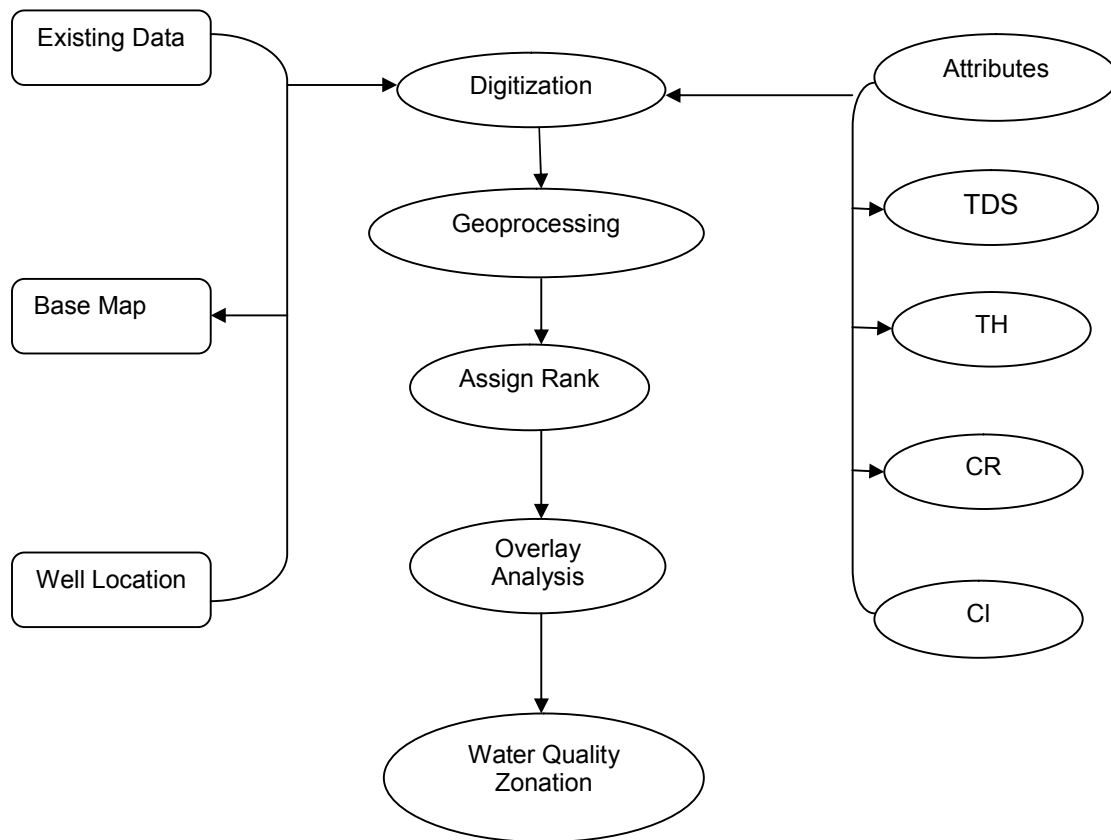 Existing Data
Base Map
Well Location
Digitization
Geoprocessing
Assign Rank
Overlay
Analysis
Water Quality
Zonation
Attributes
TDS
TH
CR
Cl